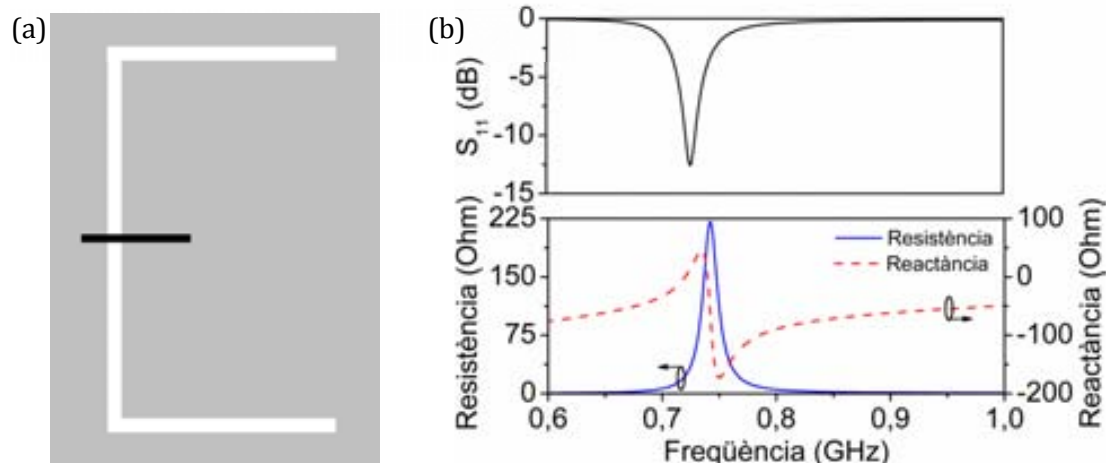 (a)
(b)
0
-5
-10
-15
S11 (dB)
225
150
75
0
Resistència (Ohm)
Resistència
Reactància
100
0
-100
-200
Reactància (Ohm)
0,6 0,7 0,8 0,9 1,0
Freqüència (GHz)